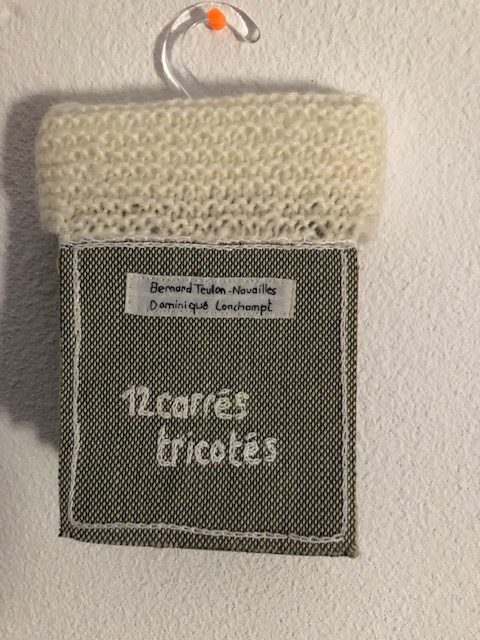 Bernard Teulon-Nouailles
Dominique Lonchampt
12 carrés
tricotés